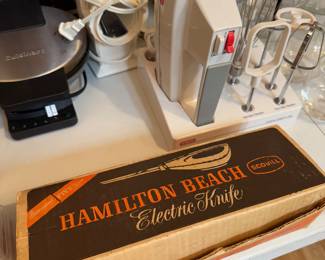 Cuisinart
SCOVILL
HAMILTON BEACH
Electric Knife